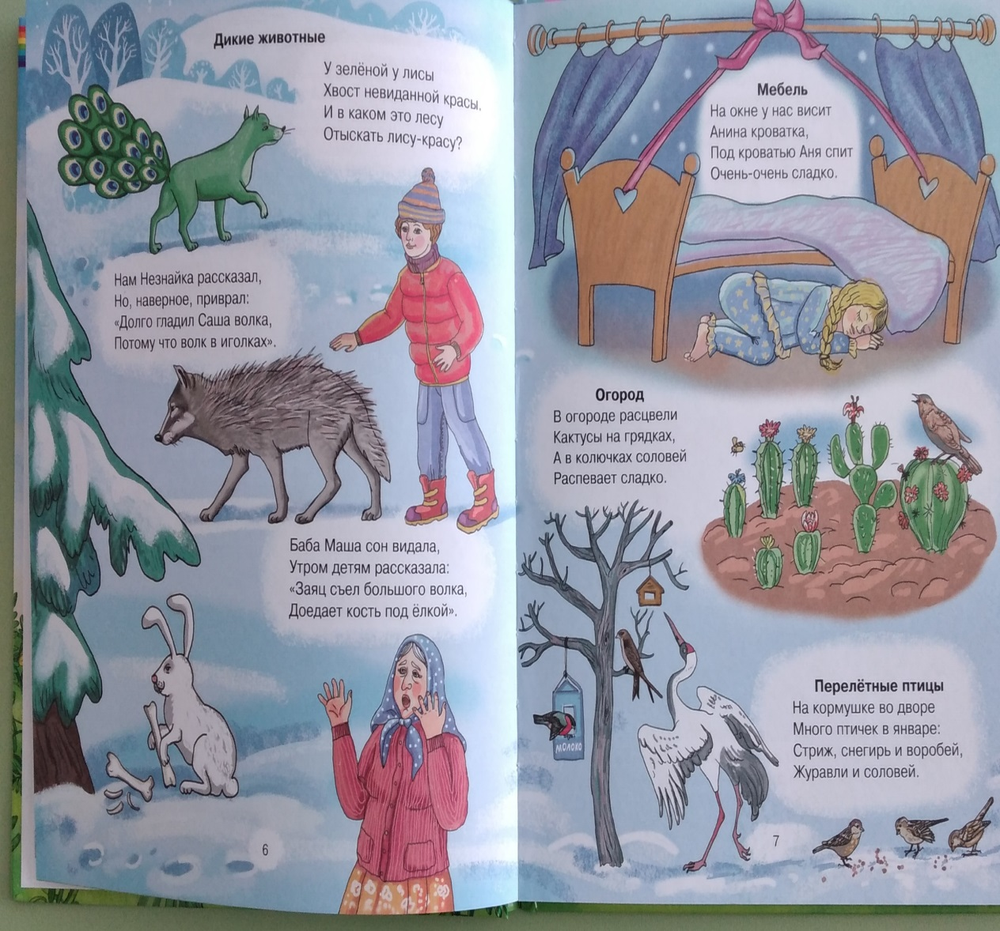 Дикие животные
У зелёной у лисы
Хвост невиданной красы.
И в каком это лесу
Отыскать лису-красу?
Нам Незнайка рассказал,
Но, наверное, приврал:
«Долго гладил Саша волка,
Потому что волк в иголках».
Баба Маша сон видала,
Утром детям рассказала:
«Заяц съел большого волка,
Доедает кость под ёлкой».
6
Мебель
На окне у нас висит
Анина кроватка,
Под кроватью Аня спит
Очень-очень сладко.
Огород
В огороде расцвели
Кактусы на грядках,
А в колючках соловей
Распевает сладко.
МОЛОКО
Перелётные птицы
На кормушке во дворе
Много птичек в январе:
Стриж, снегирь и воробей,
Журавли и соловей.
7